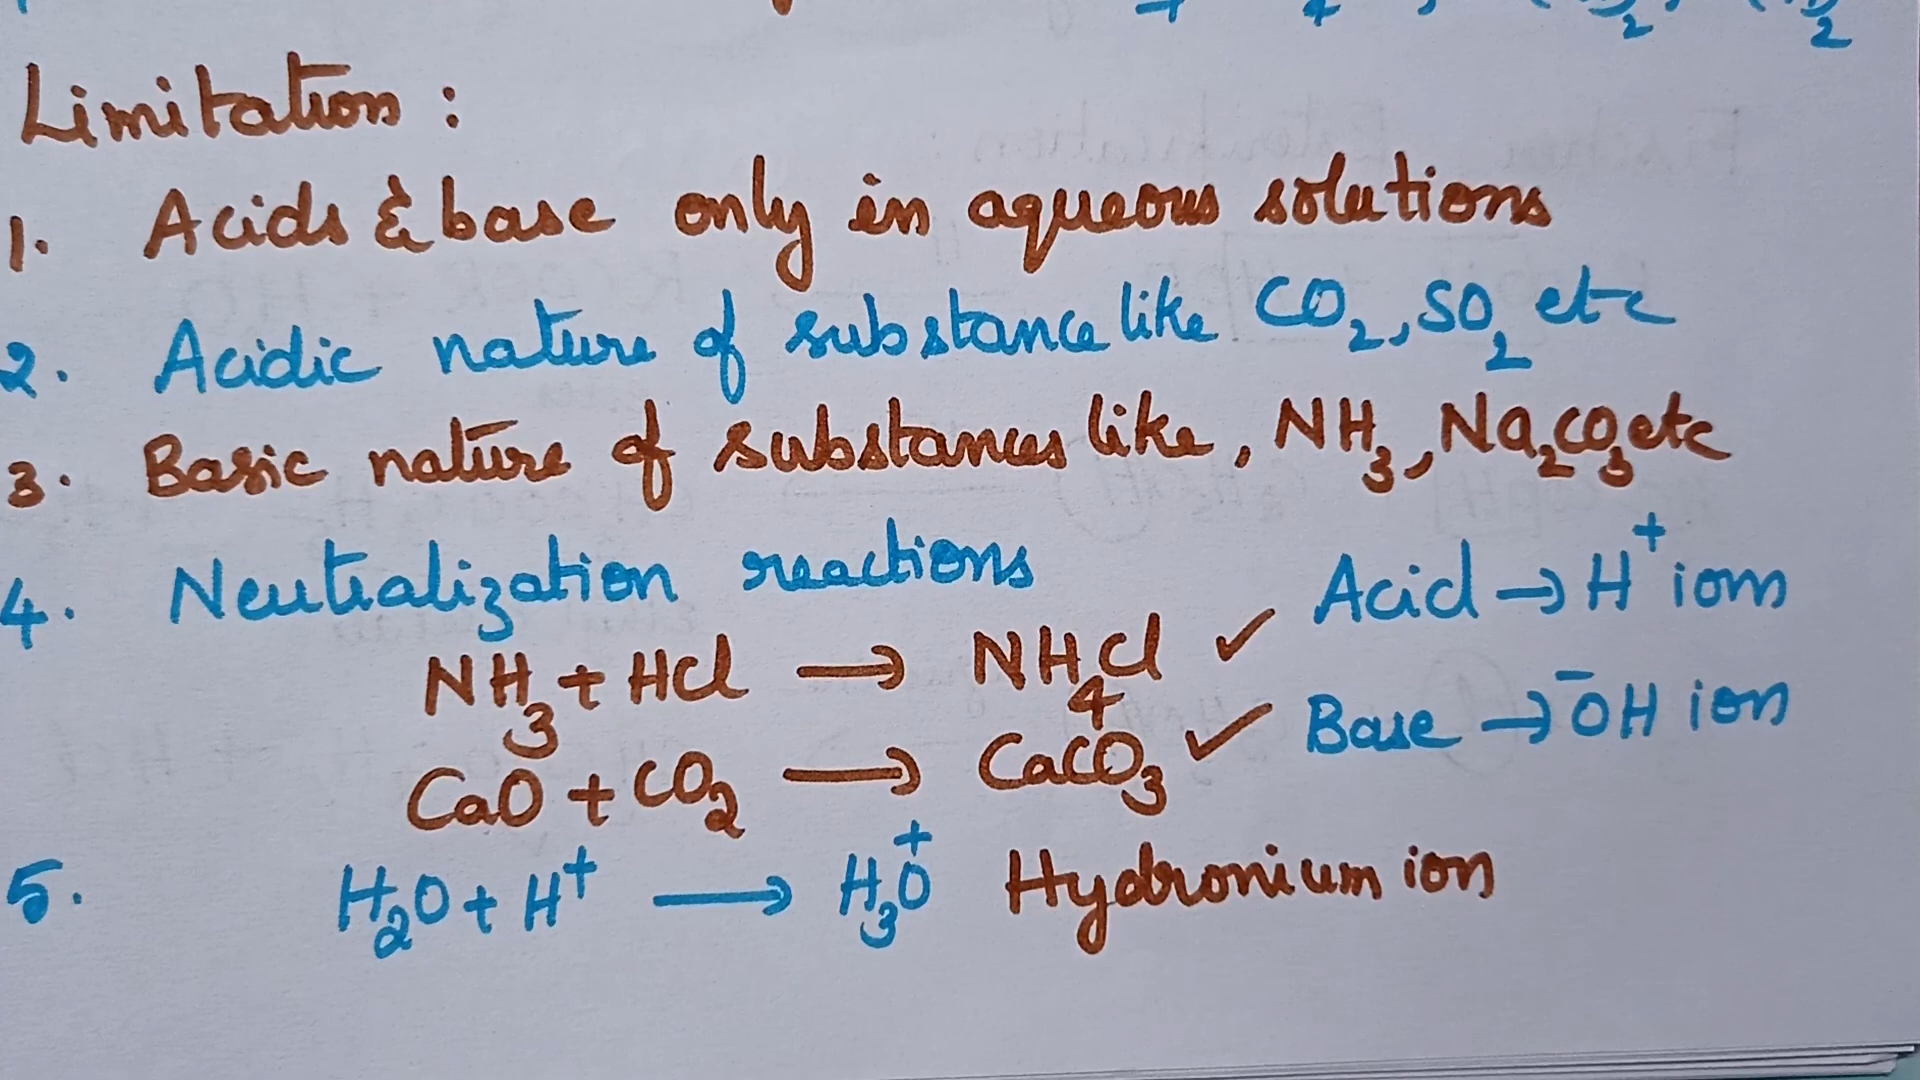 Limitation :
1. Acids & base only in aqueous solutions
2. Acidic nature of substance like CO₂, SO₂ etc
3. Basic nature of substances like, NH₃, Na₂CO₃ etc
4. Neutralization reactions
Acid → H⁺ ions
NH₃ + HCl → NH₄Cl ✓
Base → ⁻OH ion
CaO + CO₂ → CaCO₃ ✓
5. H₂O + H⁺ → H₃O⁺ Hydronium ion